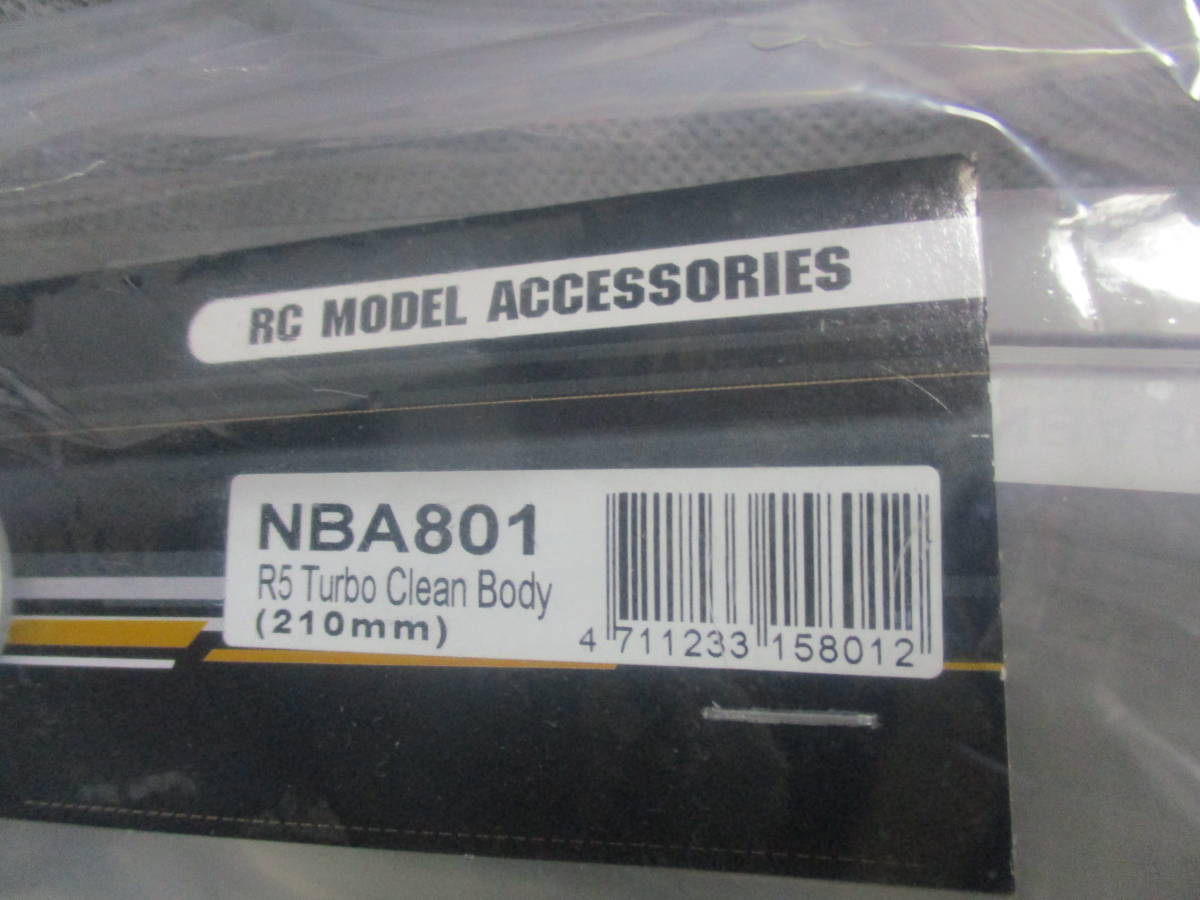 RC MODEL ACCESSORIES
NBA801
R5 Turbo Clean Body
(210mm)
4 711233 158012